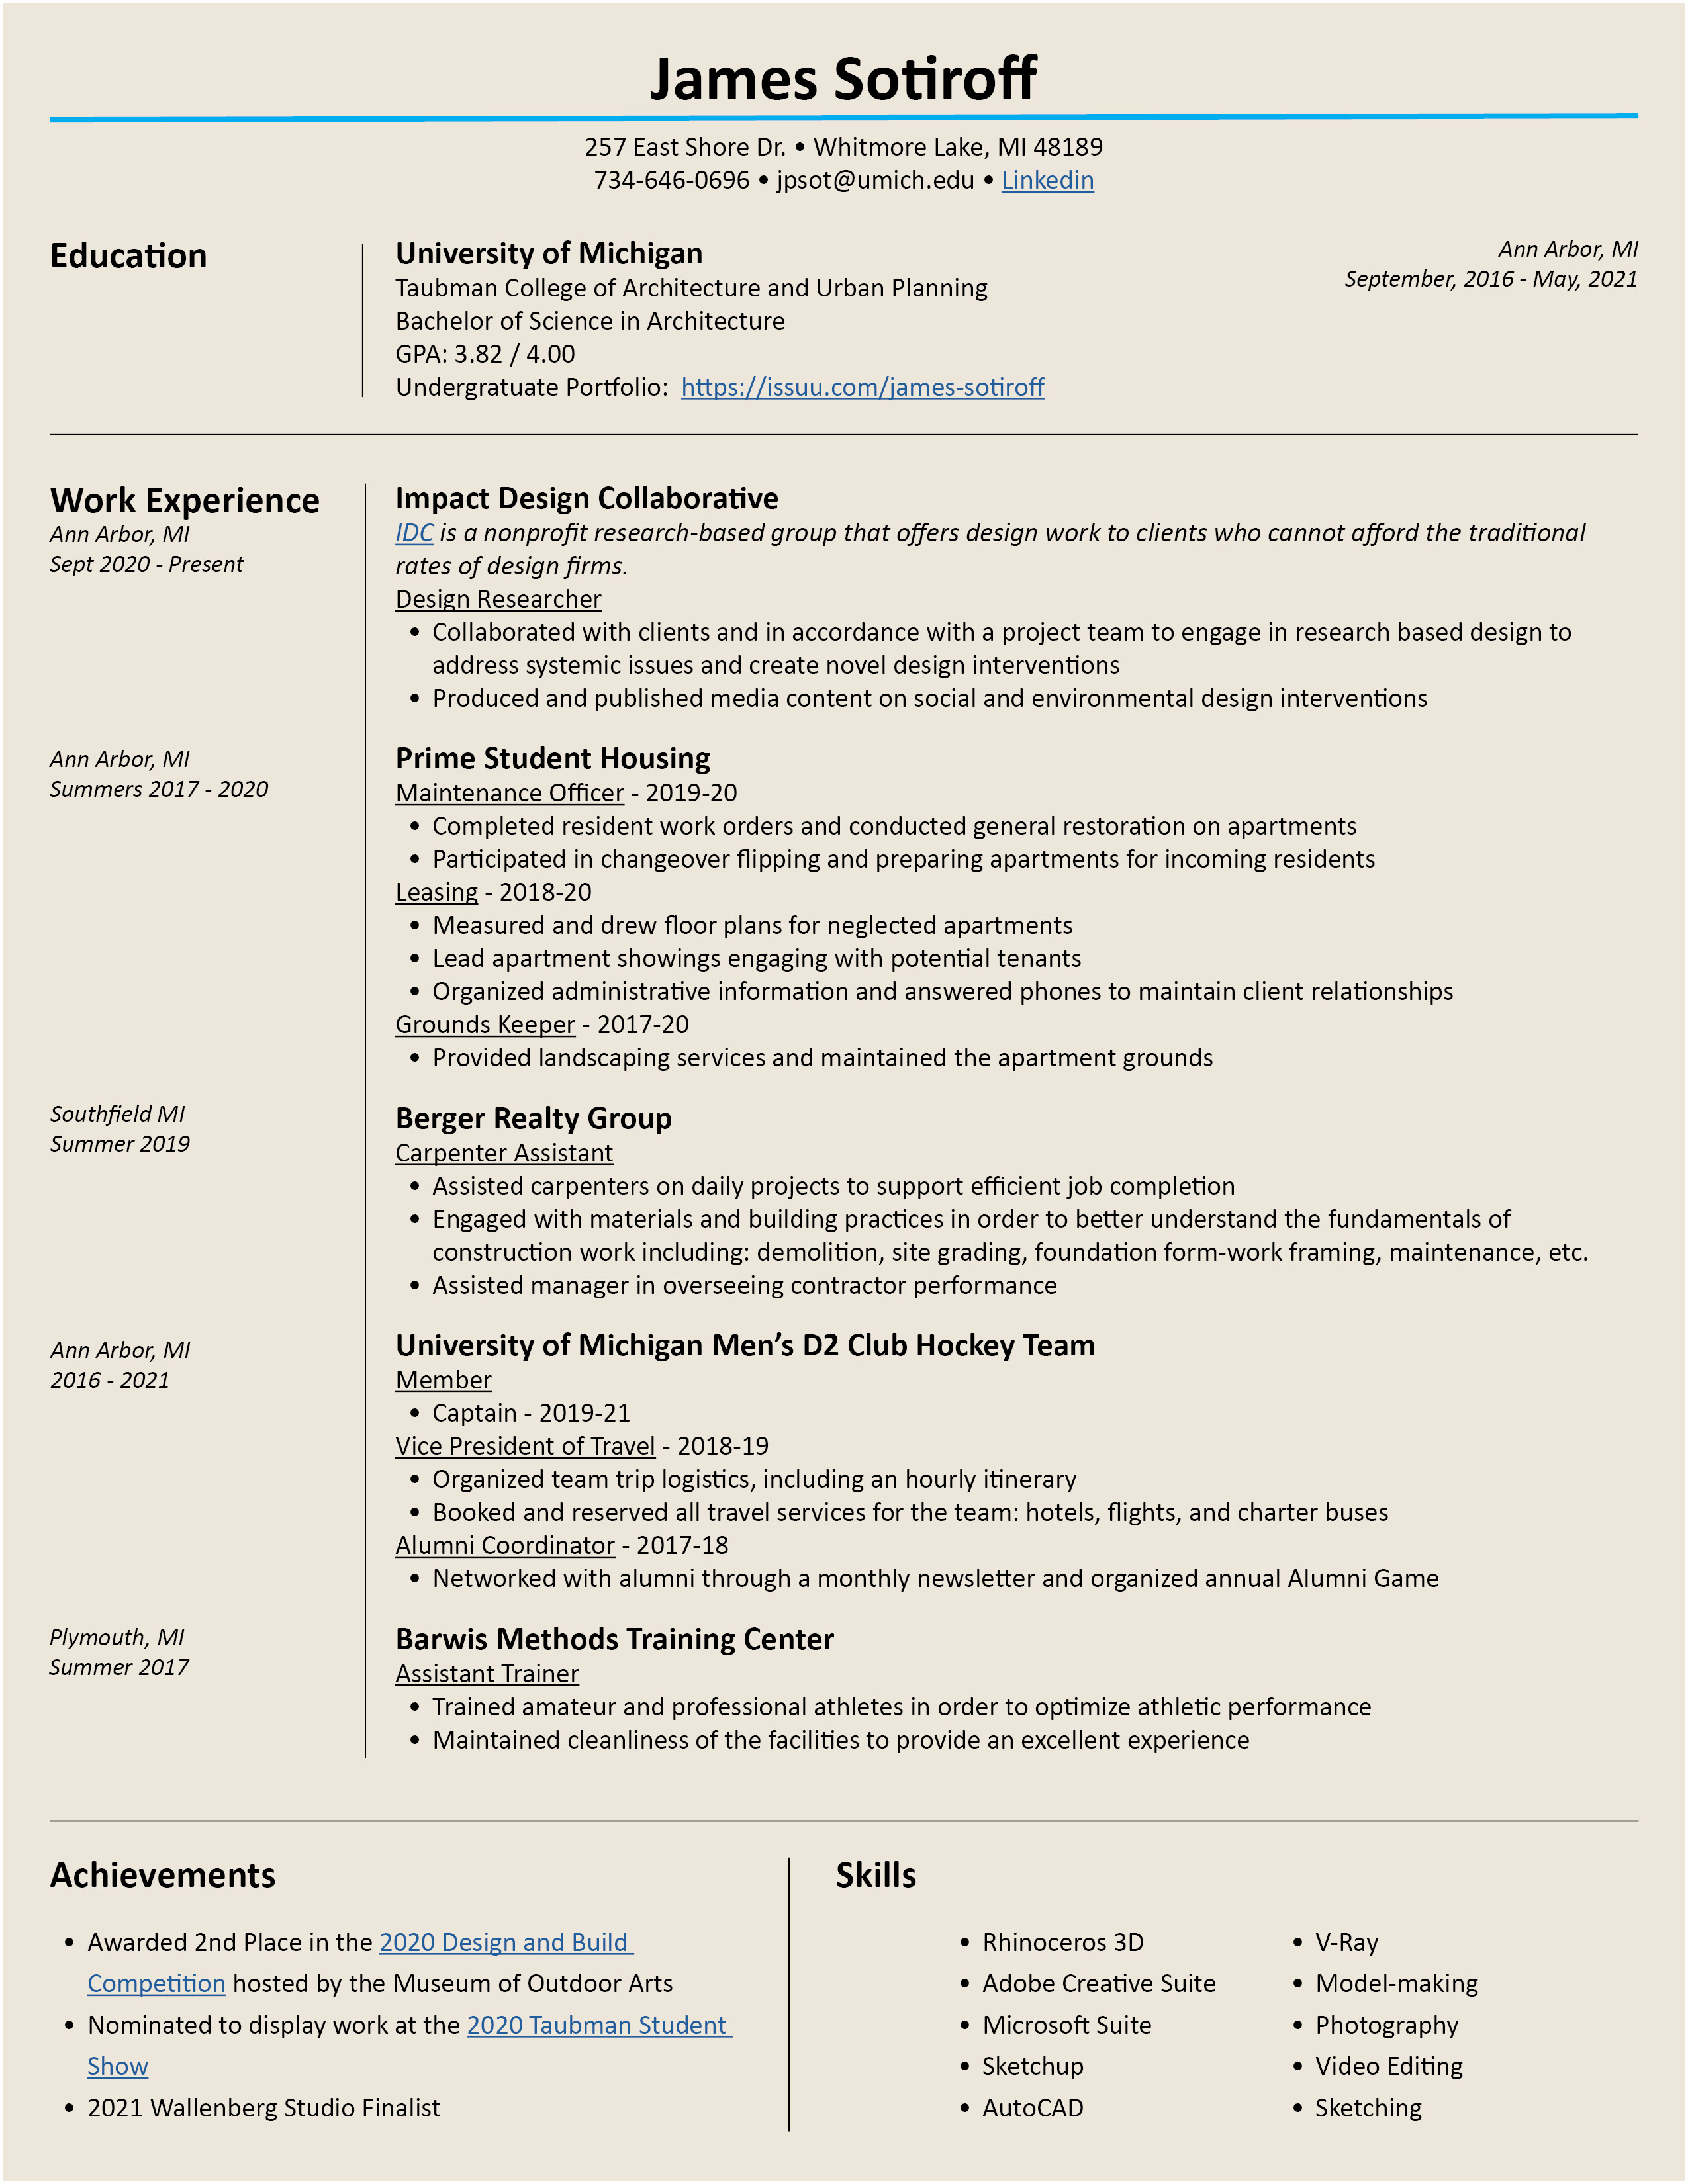 James Sotiroff
257 East Shore Dr. • Whitmore Lake, MI 48189
734-646-0696 • jpsot@umich.edu • Linkedin
Education
University of Michigan
Ann Arbor, MI
September, 2016 - May, 2021
Taubman College of Architecture and Urban Planning
Bachelor of Science in Architecture
GPA: 3.82 / 4.00
Undergratuate Portfolio: https://issuu.com/james-sotiroff
Work Experience
Ann Arbor, MI
Sept 2020 - Present
Impact Design Collaborative
IDC is a nonprofit research-based group that offers design work to clients who cannot afford the traditional
rates of design firms.
Design Researcher
• Collaborated with clients and in accordance with a project team to engage in research based design to
address systemic issues and create novel design interventions
• Produced and published media content on social and environmental design interventions
Ann Arbor, MI
Summers 2017 - 2020
Prime Student Housing
Maintenance Officer - 2019-20
• Completed resident work orders and conducted general restoration on apartments
• Participated in changeover flipping and preparing apartments for incoming residents
Leasing - 2018-20
• Measured and drew floor plans for neglected apartments
• Lead apartment showings engaging with potential tenants
• Organized administrative information and answered phones to maintain client relationships
Grounds Keeper - 2017-20
• Provided landscaping services and maintained the apartment grounds
Southfield MI
Summer 2019
Berger Realty Group
Carpenter Assistant
• Assisted carpenters on daily projects to support efficient job completion
• Engaged with materials and building practices in order to better understand the fundamentals of
construction work including: demolition, site grading, foundation form-work framing, maintenance, etc.
• Assisted manager in overseeing contractor performance
Ann Arbor, MI
2016 - 2021
University of Michigan Men’s D2 Club Hockey Team
Member
• Captain - 2019-21
Vice President of Travel - 2018-19
• Organized team trip logistics, including an hourly itinerary
• Booked and reserved all travel services for the team: hotels, flights, and charter buses
Alumni Coordinator - 2017-18
• Networked with alumni through a monthly newsletter and organized annual Alumni Game
Plymouth, MI
Summer 2017
Barwis Methods Training Center
Assistant Trainer
• Trained amateur and professional athletes in order to optimize athletic performance
• Maintained cleanliness of the facilities to provide an excellent experience
Achievements
• Awarded 2nd Place in the 2020 Design and Build
Competition hosted by the Museum of Outdoor Arts
• Nominated to display work at the 2020 Taubman Student
Show
• 2021 Wallenberg Studio Finalist
Skills
• Rhinoceros 3D
• Adobe Creative Suite
• Microsoft Suite
• Sketchup
• AutoCAD
• V-Ray
• Model-making
• Photography
• Video Editing
• Sketching